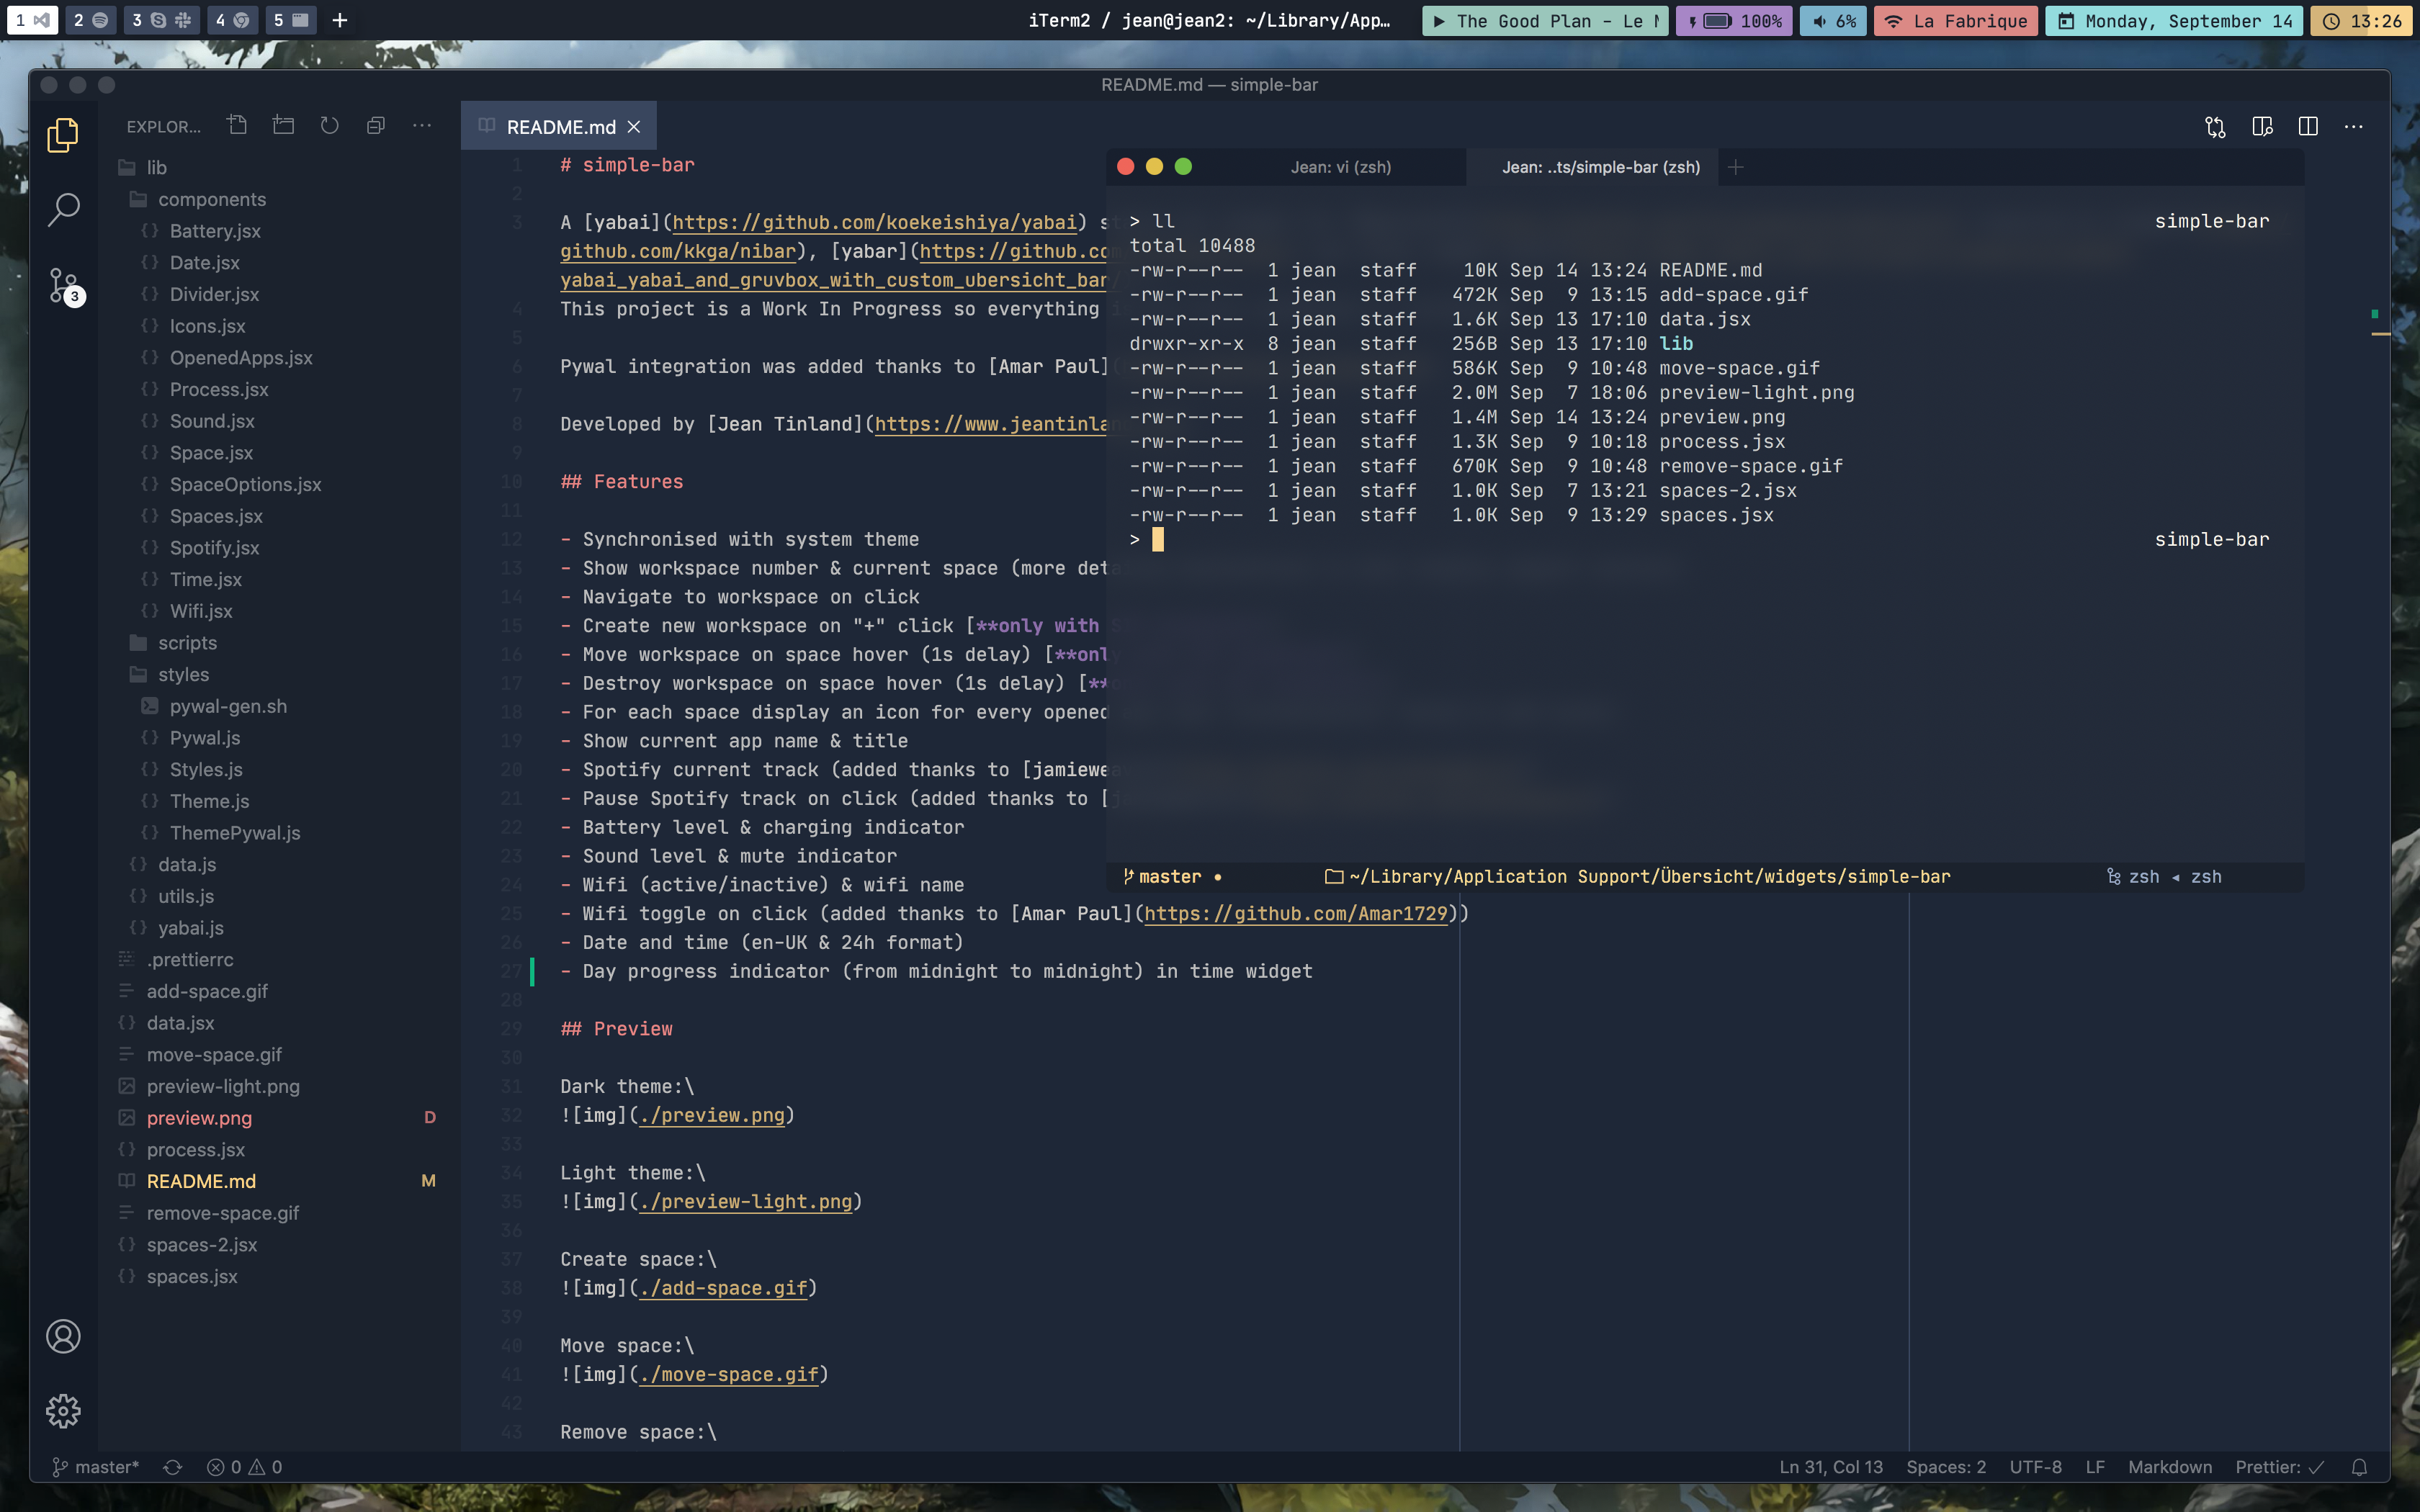 1
2
3
4
5
+
iTerm2 / jean@jean2: ~/Library/App…
The Good Plan - Le
100%
6%
La Fabrique
Monday, September 14
13:26
README.md — simple-bar
EXPLOR…
lib
components
Battery.jsx
Date.jsx
Divider.jsx
Icons.jsx
OpenedApps.jsx
Process.jsx
Sound.jsx
Space.jsx
SpaceOptions.jsx
Spaces.jsx
Spotify.jsx
Time.jsx
Wifi.jsx
scripts
styles
pywal-gen.sh
Pywal.js
Styles.js
Theme.js
ThemePywal.js
data.js
utils.js
yabai.js
.prettierrc
add-space.gif
data.jsx
move-space.gif
preview-light.png
preview.png D
process.jsx
README.md M
remove-space.gif
spaces-2.jsx
spaces.jsx
3
README.md
1 # simple-bar
2
3 A [yabai](https://github.com/koekeishiya/yabai) st
github.com/kkga/nibar), [yabar](https://github.co
yabai_yabai_and_gruvbox_with_custom_ubersicht_bar/
4 This project is a Work In Progress so everything i
5
6 Pywal integration was added thanks to [Amar Paul]
7
8 Developed by [Jean Tinland](https://www.jeantinla
9
10 ## Features
11
12 - Synchronised with system theme
13 - Show workspace number & current space (more det
14 - Navigate to workspace on click
15 - Create new workspace on "+" click [**only with
16 - Move workspace on space hover (1s delay) [**onl
17 - Destroy workspace on space hover (1s delay) [**
18 - For each space display an icon for every opened
19 - Show current app name & title
20 - Spotify current track (added thanks to [jamiewe
21 - Pause Spotify track on click (added thanks to [
22 - Battery level & charging indicator
23 - Sound level & mute indicator
24 - Wifi (active/inactive) & wifi name
25 - Wifi toggle on click (added thanks to [Amar Paul](https://github.com/Amar1729))
26 - Date and time (en-UK & 24h format)
27 - Day progress indicator (from midnight to midnight) in time widget
28
29 ## Preview
30
31 Dark theme:\
32 ![img](./preview.png)
33
34 Light theme:\
35 ![img](./preview-light.png)
36
37 Create space:\
38 ![img](./add-space.gif)
39
40 Move space:\
41 ![img](./move-space.gif)
42
43 Remove space:\
Jean: vi (zsh)
Jean: ..ts/simple-bar (zsh)
> ll simple-bar
total 10488
-rw-r--r-- 1 jean staff 10K Sep 14 13:24 README.md
-rw-r--r-- 1 jean staff 472K Sep 9 13:15 add-space.gif
-rw-r--r-- 1 jean staff 1.6K Sep 13 17:10 data.jsx
drwxr-xr-x 8 jean staff 256B Sep 13 17:10 lib
-rw-r--r-- 1 jean staff 586K Sep 9 10:48 move-space.gif
-rw-r--r-- 1 jean staff 2.0M Sep 7 18:06 preview-light.png
-rw-r--r-- 1 jean staff 1.4M Sep 14 13:24 preview.png
-rw-r--r-- 1 jean staff 1.3K Sep 9 10:18 process.jsx
-rw-r--r-- 1 jean staff 670K Sep 9 10:48 remove-space.gif
-rw-r--r-- 1 jean staff 1.0K Sep 7 13:21 spaces-2.jsx
-rw-r--r-- 1 jean staff 1.0K Sep 9 13:29 spaces.jsx
> simple-bar
master •
~/Library/Application Support/Übersicht/widgets/simple-bar
zsh ◂ zsh
master*
0
0
Ln 31, Col 13
Spaces: 2
UTF-8
LF
Markdown
Prettier: ✓